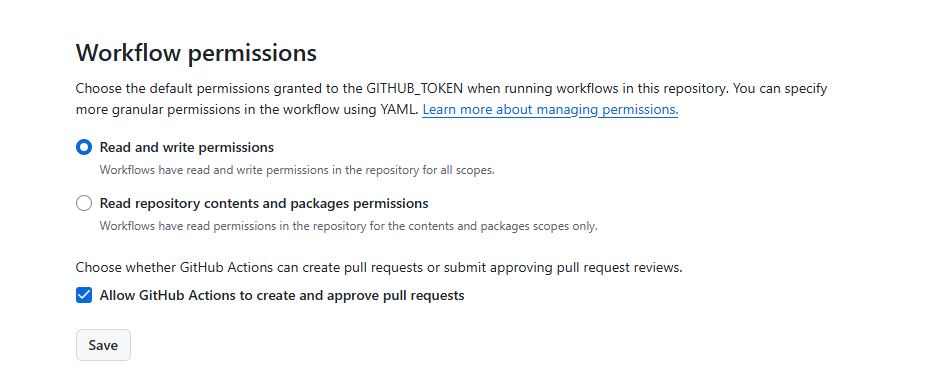 Workflow permissions
Choose the default permissions granted to the GITHUB_TOKEN when running workflows in this repository. You can specify
more granular permissions in the workflow using YAML. Learn more about managing permissions.
Read and write permissions
Workflows have read and write permissions in the repository for all scopes.
Read repository contents and packages permissions
Workflows have read permissions in the repository for the contents and packages scopes only.
Choose whether GitHub Actions can create pull requests or submit approving pull request reviews.
Allow GitHub Actions to create and approve pull requests
Save